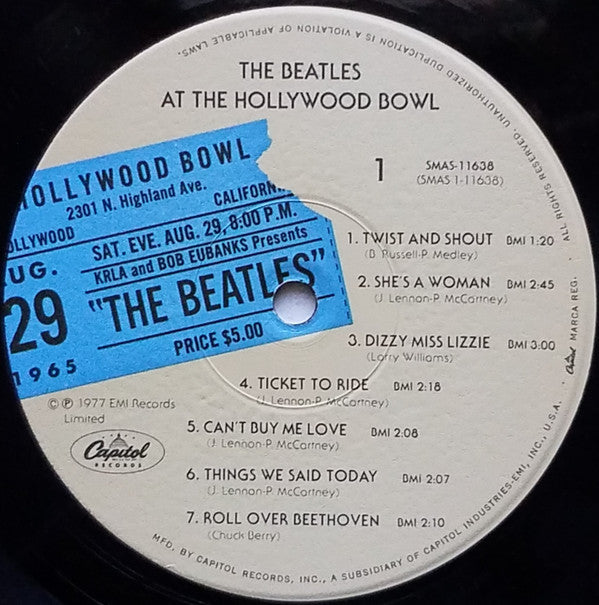 UNAUTHORIZED DUPLICATION IS A VIOLATION OF APPLICABLE LAWS.
THE BEATLES
AT THE HOLLYWOOD BOWL
1
SMAS-11638
(SMAS 1-11638)
HOLLYWOOD BOWL
2301 N. Highland Ave.
CALIFORN
SAT. EVE. AUG. 29, 8:00 P.M.
KRLA and BOB EUBANKS Presents
"THE BEATLES"
PRICE $5.00
OLLYWOOD
UG.
29
1965
1. TWIST AND SHOUT BMI 1:20
(B. Russell-P. Medley)
2. SHE'S A WOMAN BMI 2:45
(J. Lennon-P. McCartney)
3. DIZZY MISS LIZZIE BMI 3:00
(Larry Williams)
4. TICKET TO RIDE BMI 2:18
(J. Lennon-P. McCartney)
5. CAN'T BUY ME LOVE BMI 2:08
(J. Lennon-P. McCartney)
6. THINGS WE SAID TODAY BMI 2:07
(J. Lennon-P. McCartney)
7. ROLL OVER BEETHOVEN BMI 2:10
(Chuck Berry)
© ℗ 1977 EMI Records
Limited
Capitol
RECORDS
MFD. BY CAPITOL RECORDS, INC., A SUBSIDIARY OF CAPITOL INDUSTRIES-EMI, INC., U.S.A. · Capitol MARCA REG. · ALL RIGHTS RESERVED.